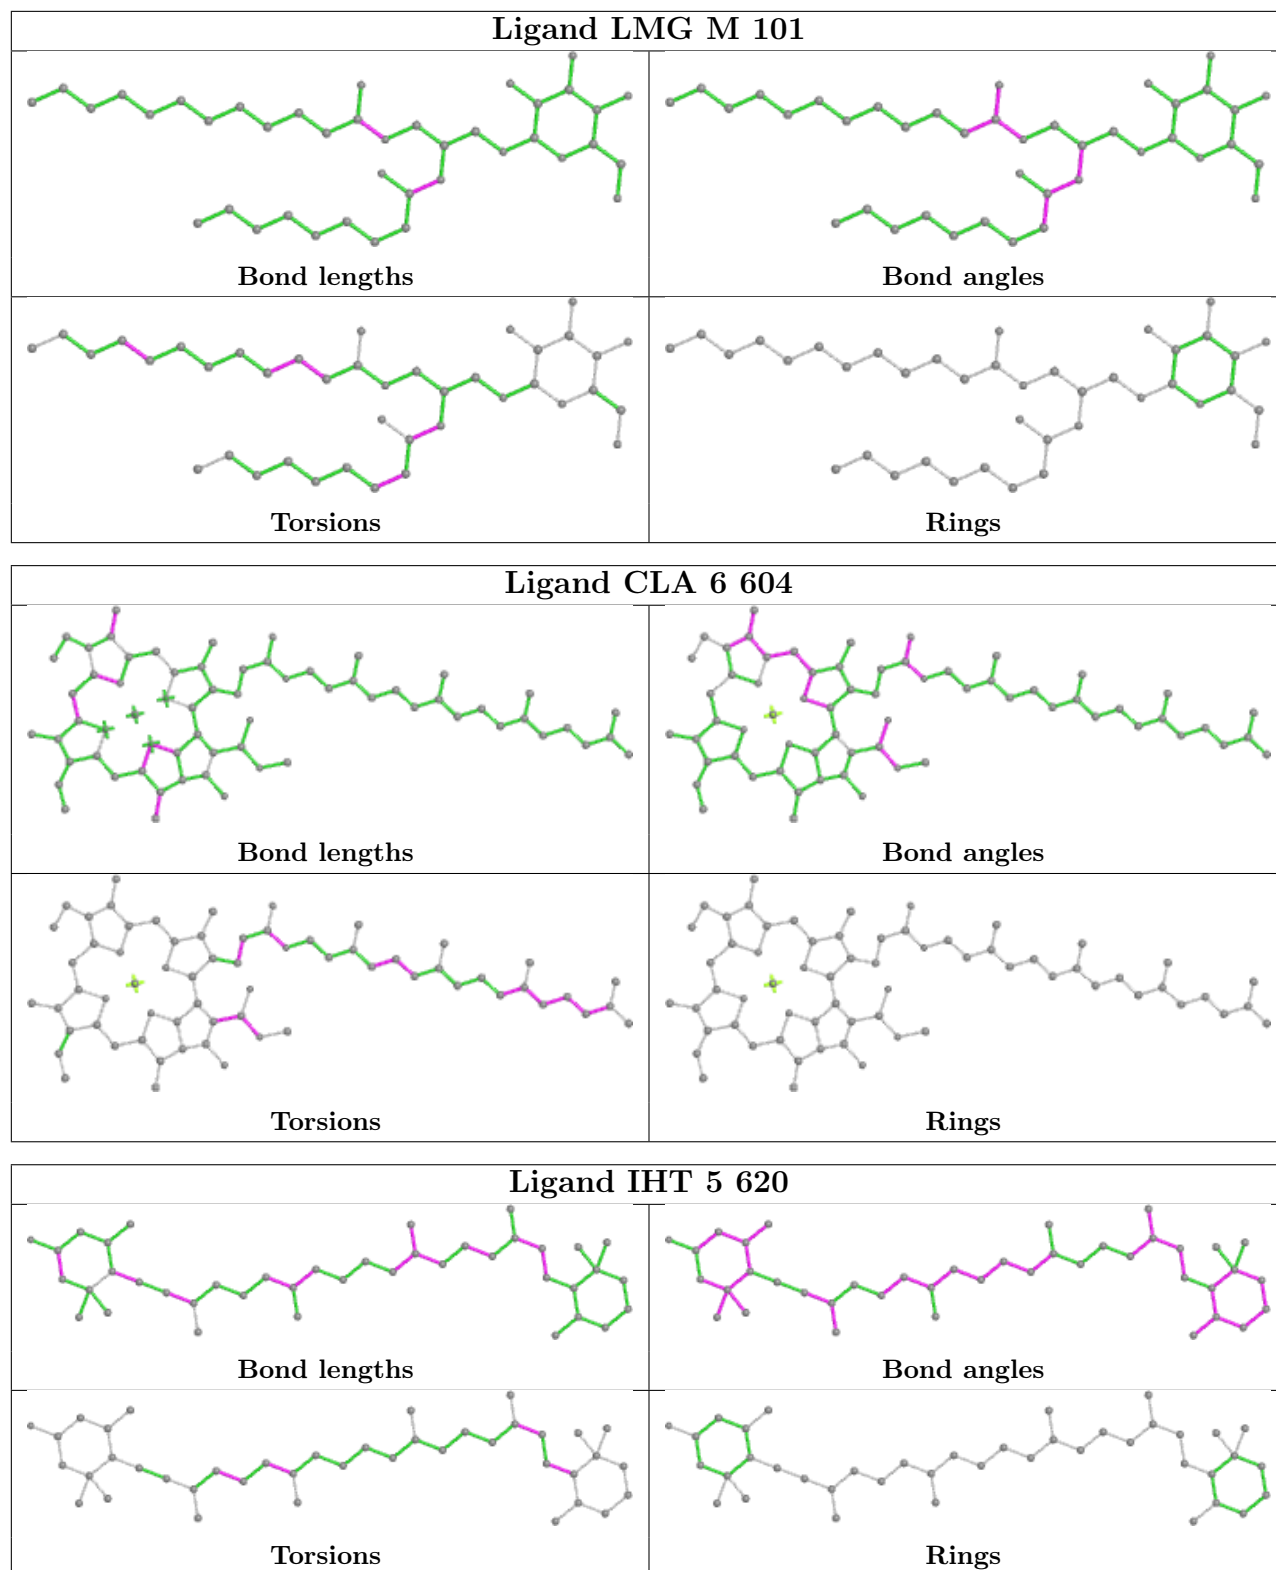 Ligand LMG M 101
Bond lengths
Bond angles
Torsions
Rings
Ligand CLA 6 604
Bond lengths
Bond angles
Torsions
Rings
Ligand IHT 5 620
Bond lengths
Bond angles
Torsions
Rings